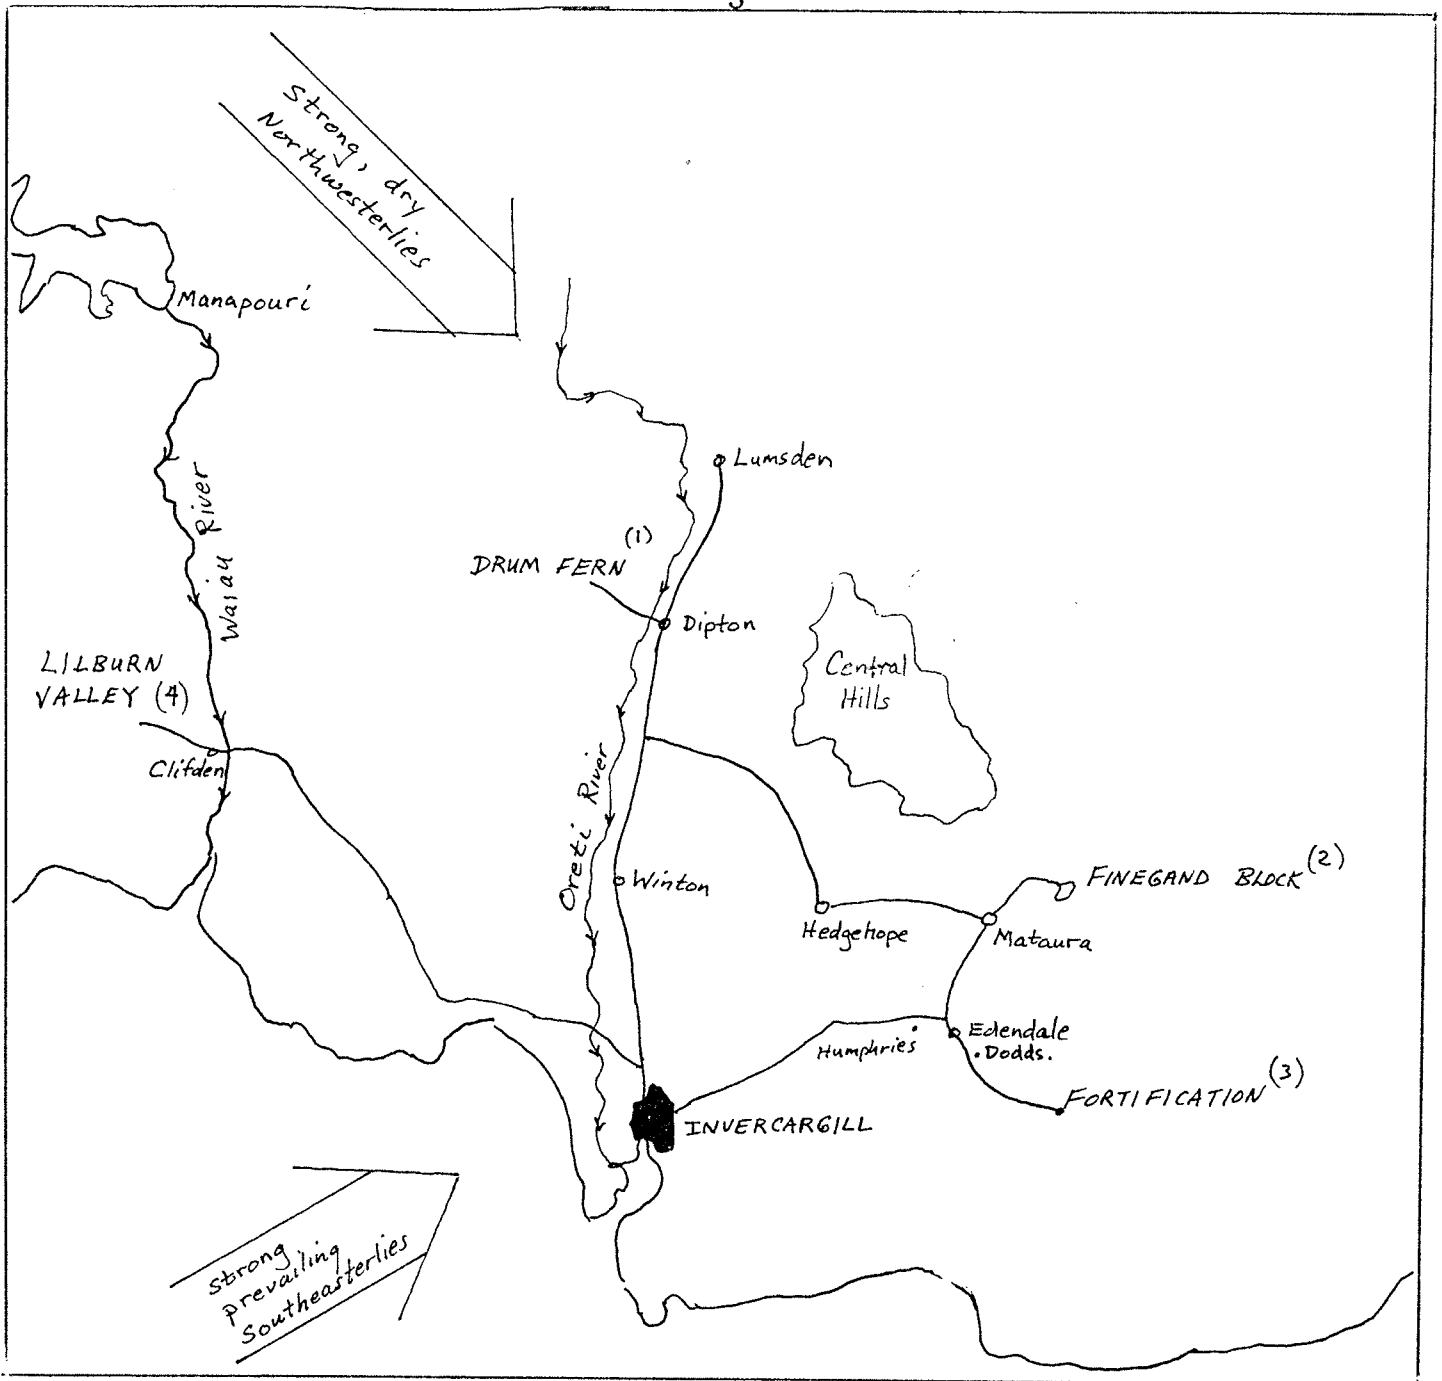 3
Strong, dry
Northwesterlies
Manapouri
Lumsden
(1)
DRUM FERN
Waiau River
Dipton
LILBURN
VALLEY (4)
Central
Hills
Clifden
Oreti River
Winton
FINEGAND BLOCK (2)
Hedgehope
Mataura
Edendale
Humphries
.Dodds.
FORTIFICATION (3)
INVERCARGILL
strong
prevailing
Southeasterlies